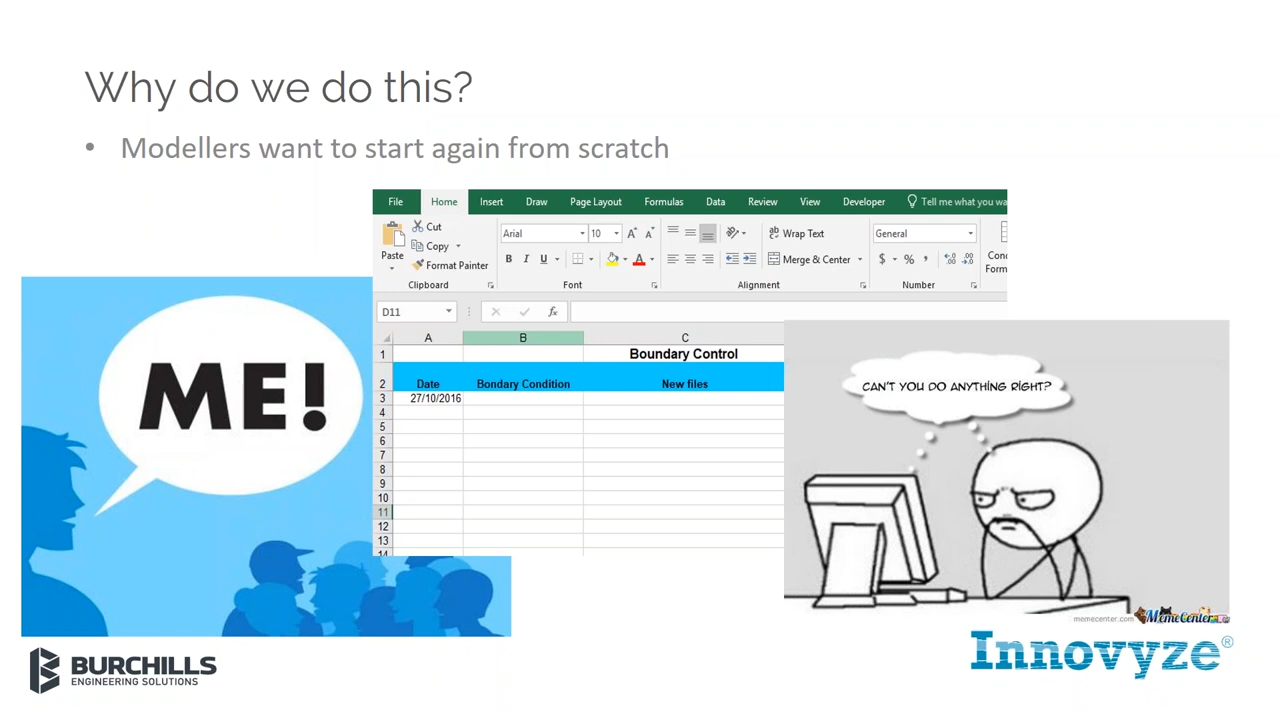 Why do we do this?
• Modellers want to start again from scratch
File Home Insert Draw Page Layout Formulas Data Review View Developer Tell me what you wa
Cut
Copy
Format Painter
Paste
Arial 10
B I U
Wrap Text
Merge & Center
General
$ % ,
Conc
Form
Clipboard Font Alignment Number
D11
fx
A B C
1 Boundary Control
2 Date Bondary Condition New files
3 27/10/2016
4
5
6
7
8
9
10
11
12
13
14
ME!
CAN'T YOU DO ANYTHING RIGHT?
memecenter.com MemeCenter
BURCHILLS
ENGINEERING SOLUTIONS
Innovyze®